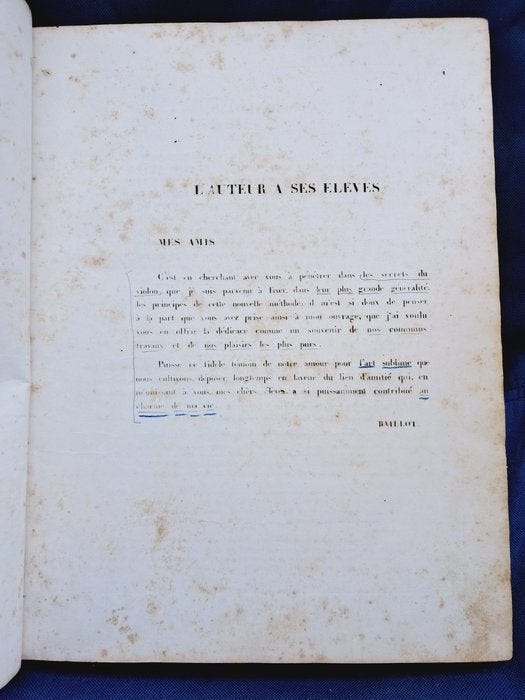 L'AUTEUR A SES ELEVES
MES AMIS
C'est en cherchant avec vous à pénétrer dans les secrets du
violon, que je suis parvenu à fixer, dans leur plus grande généralité,
les principes de cette nouvelle méthode: il m'est si doux de penser
à la part que vous avez prise ainsi à mon ouvrage, que j'ai voulu
vous en offrir la dédicace comme un souvenir de nos communs
travaux et de nos plaisirs les plus purs.
Puisse ce fidèle témoin de notre amour pour l'art sublime que
nous cultivons, déposer longtemps en faveur du lien d'amitié qui, en
m'unissant à vous, mes chers élèves, a si puissamment contribué au
charme de ma vie.
BAILLOT.